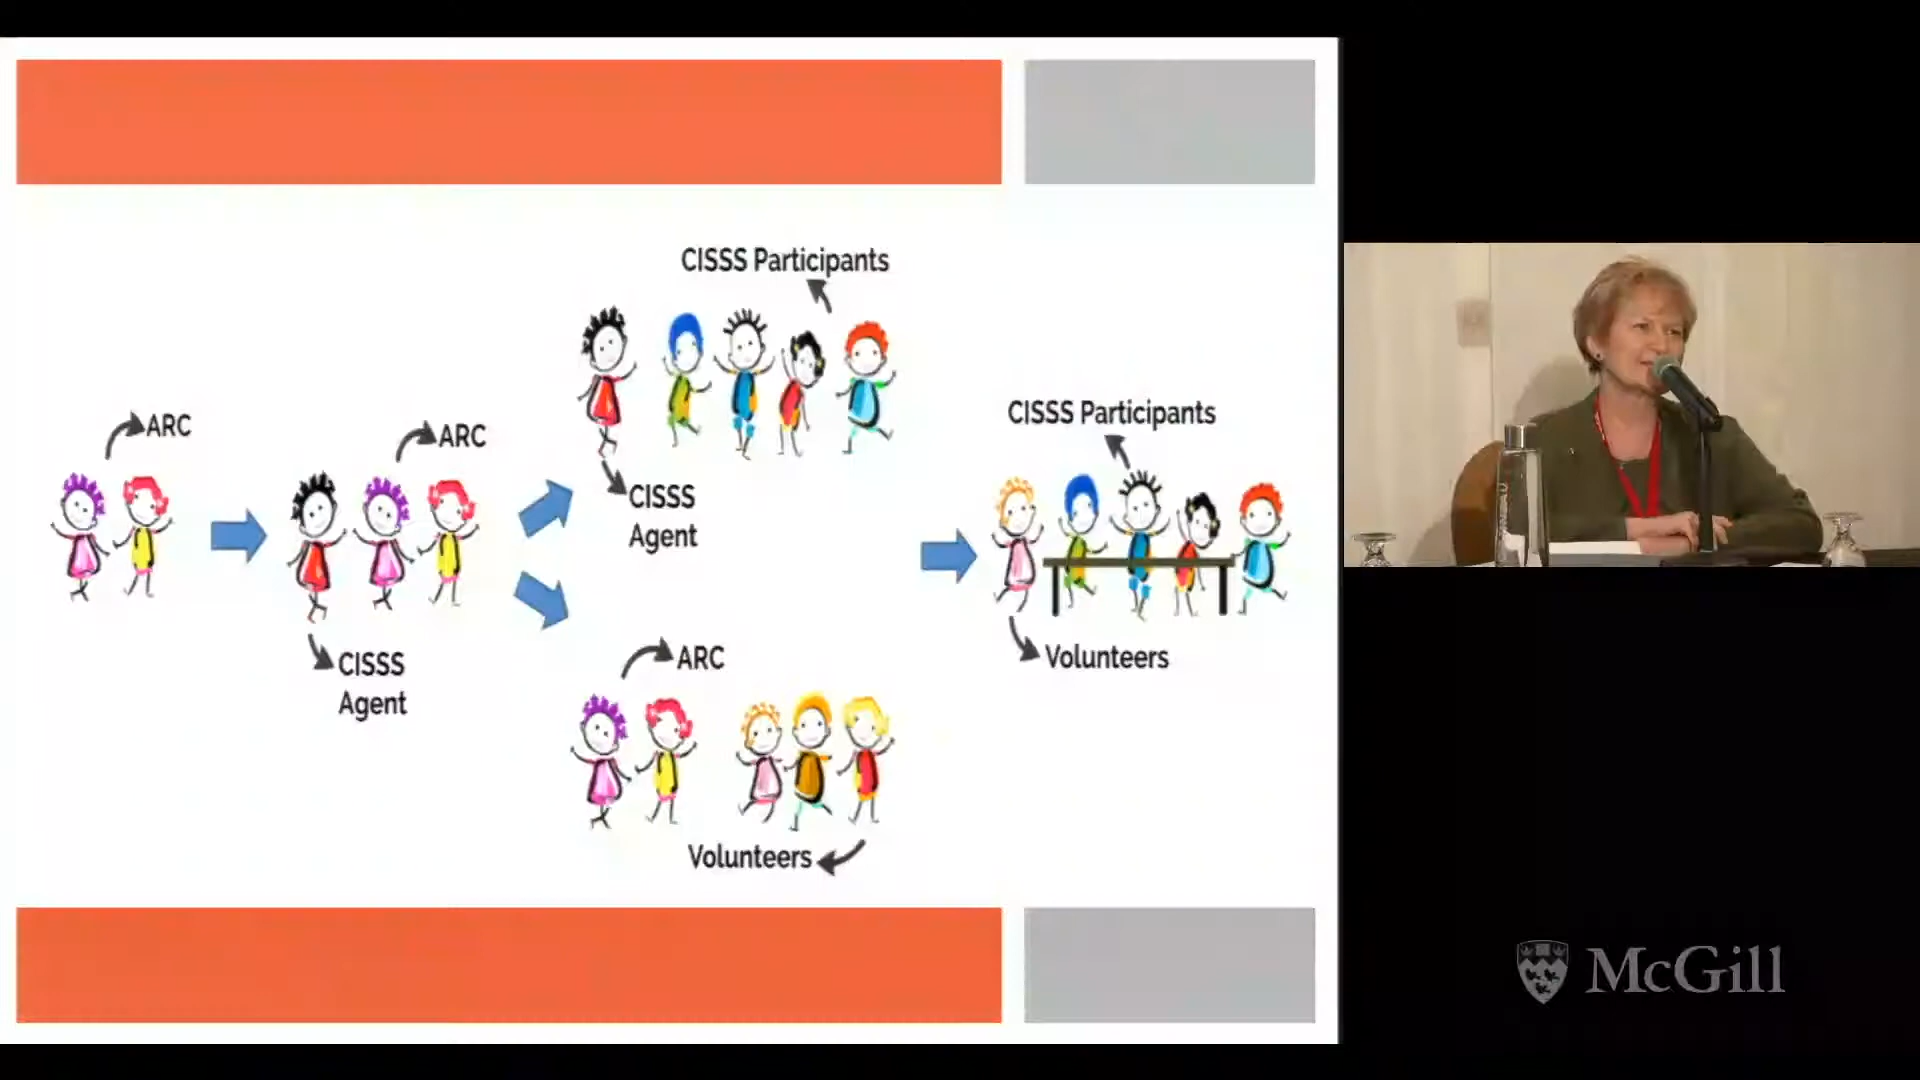 CISSS Participants
CISSS Participants
ARC
ARC
CISSS
Agent
CISSS
Agent
ARC
Volunteers
Volunteers
McGill